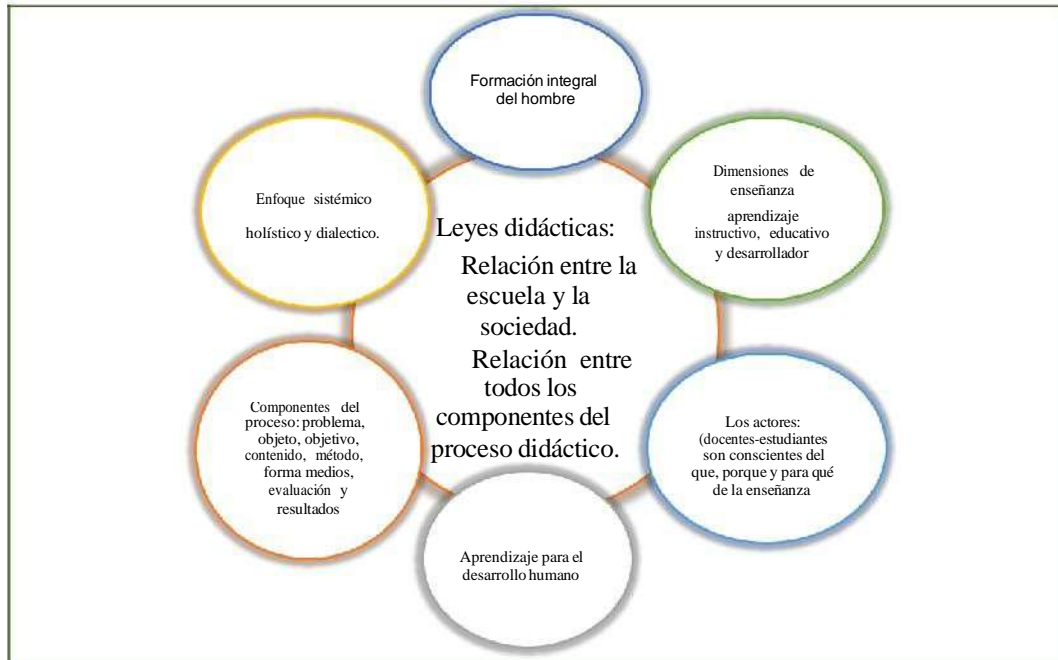 Formación integral
del hombre
Dimensiones de
enseñanza
aprendizaje
instructivo, educativo
y desarrollador
Los actores:
(docentes-estudiantes
son conscientes del
que, porque y para qué
de la enseñanza
Aprendizaje para el
desarrollo humano
Componentes del
proceso: problema,
objeto, objetivo,
contenido, método,
forma medios,
evaluación y
resultados
Enfoque sistémico
holístico y dialectico.
Leyes didácticas:
Relación entre la
escuela y la
sociedad.
Relación entre
todos los
componentes del
proceso didáctico.